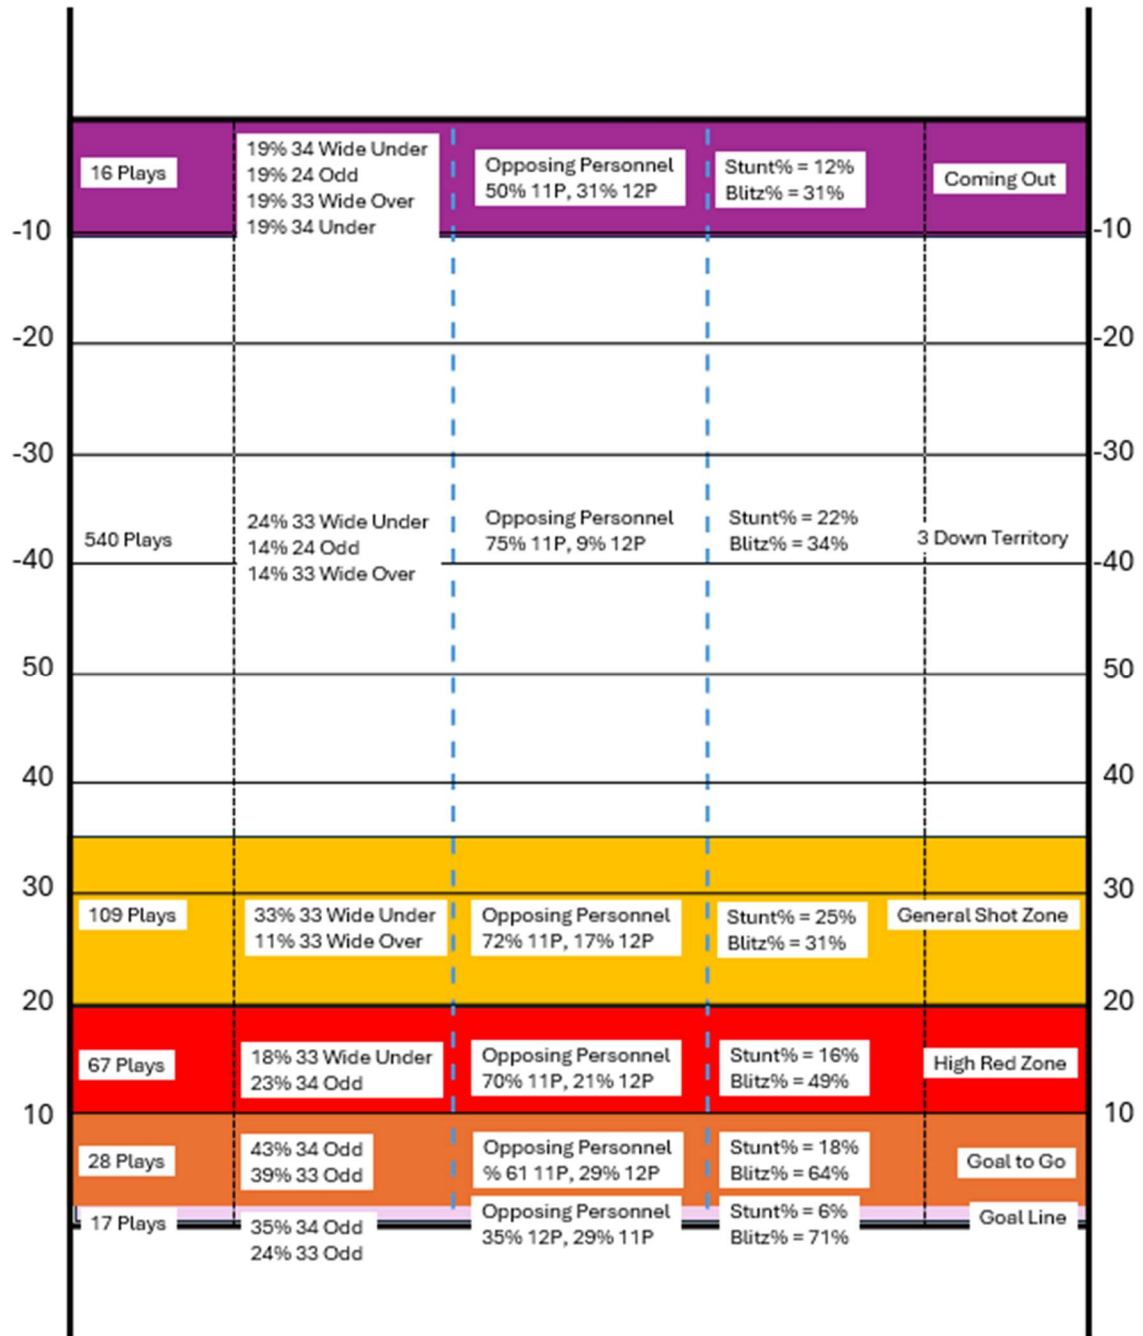 16 Plays
19% 34 Wide Under
19% 24 Odd
19% 33 Wide Over
19% 34 Under
Opposing Personnel
50% 11P, 31% 12P
Stunt% = 12%
Blitz% = 31%
Coming Out
-10
-10
-20
-20
-30
-30
540 Plays
24% 33 Wide Under
14% 24 Odd
14% 33 Wide Over
Opposing Personnel
75% 11P, 9% 12P
Stunt% = 22%
Blitz% = 34%
3 Down Territory
-40
-40
50
50
40
40
30
30
109 Plays
33% 33 Wide Under
11% 33 Wide Over
Opposing Personnel
72% 11P, 17% 12P
Stunt% = 25%
Blitz% = 31%
General Shot Zone
20
20
67 Plays
18% 33 Wide Under
23% 34 Odd
Opposing Personnel
70% 11P, 21% 12P
Stunt% = 16%
Blitz% = 49%
High Red Zone
10
10
28 Plays
43% 34 Odd
39% 33 Odd
Opposing Personnel
% 61 11P, 29% 12P
Stunt% = 18%
Blitz% = 64%
Goal to Go
17 Plays
35% 34 Odd
24% 33 Odd
Opposing Personnel
35% 12P, 29% 11P
Stunt% = 6%
Blitz% = 71%
Goal Line